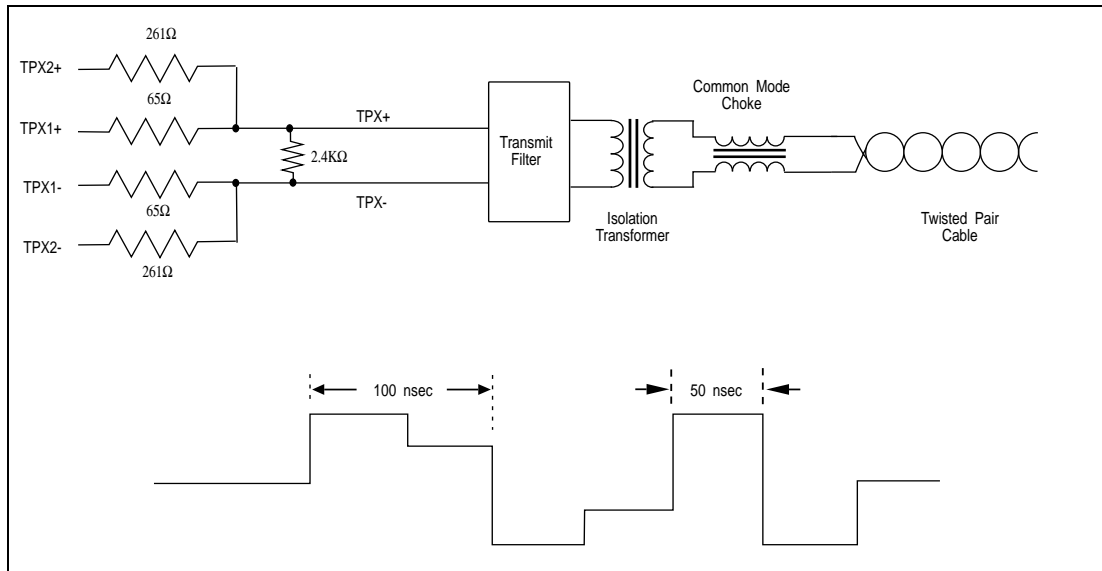 261Ω
TPX2+
65Ω
TPX1+
TPX+
2.4KΩ
TPX1-
65Ω
TPX-
TPX2-
261Ω
Transmit
Filter
Common Mode
Choke
Isolation
Transformer
Twisted Pair
Cable
100 nsec
50 nsec